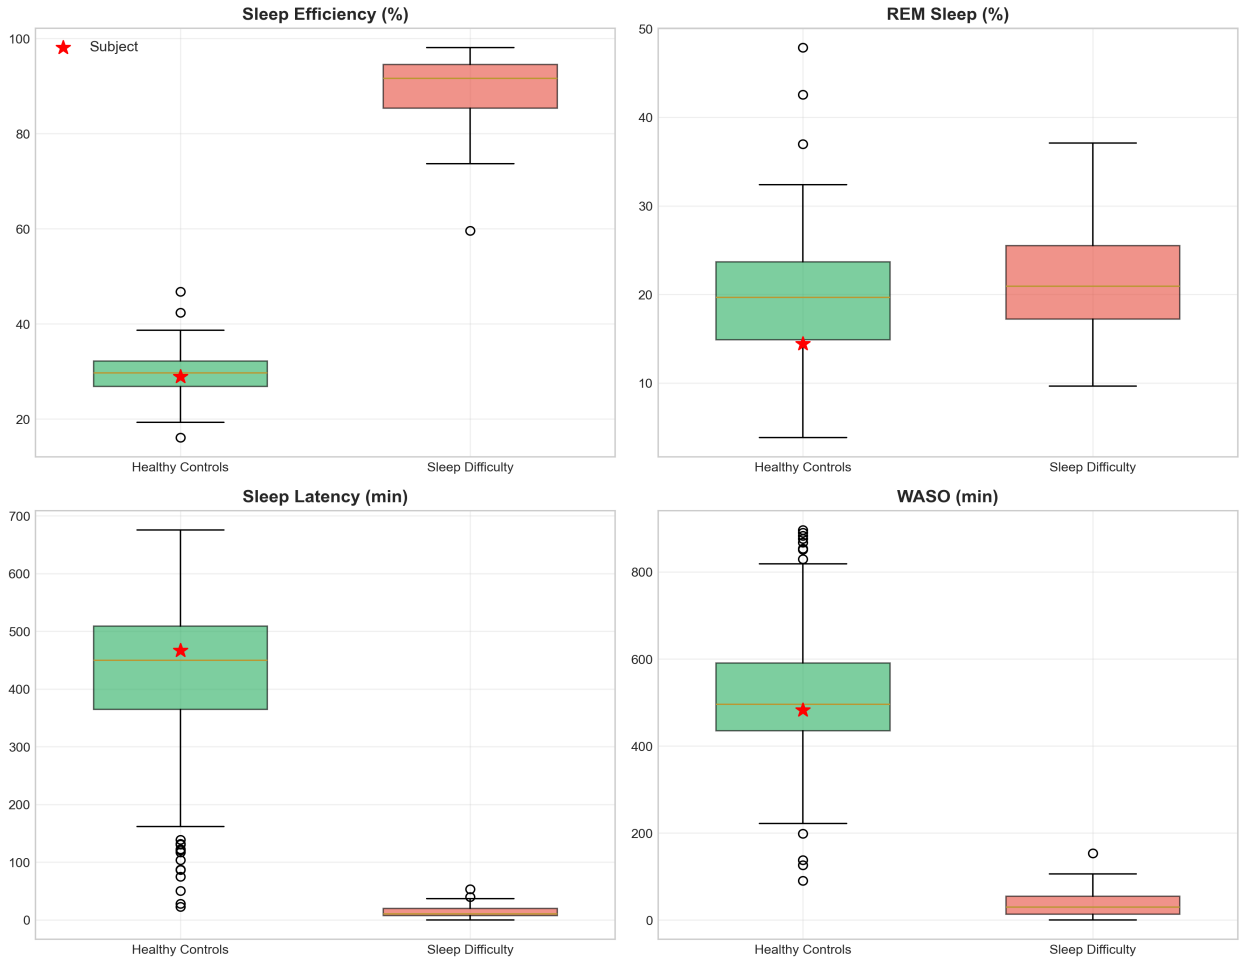 Sleep Efficiency (%)
100
80
60
40
20
Subject
Healthy Controls
Sleep Difficulty
REM Sleep (%)
50
40
30
20
10
Healthy Controls
Sleep Difficulty
Sleep Latency (min)
700
600
500
400
300
200
100
0
Healthy Controls
Sleep Difficulty
WASO (min)
800
600
400
200
0
Healthy Controls
Sleep Difficulty